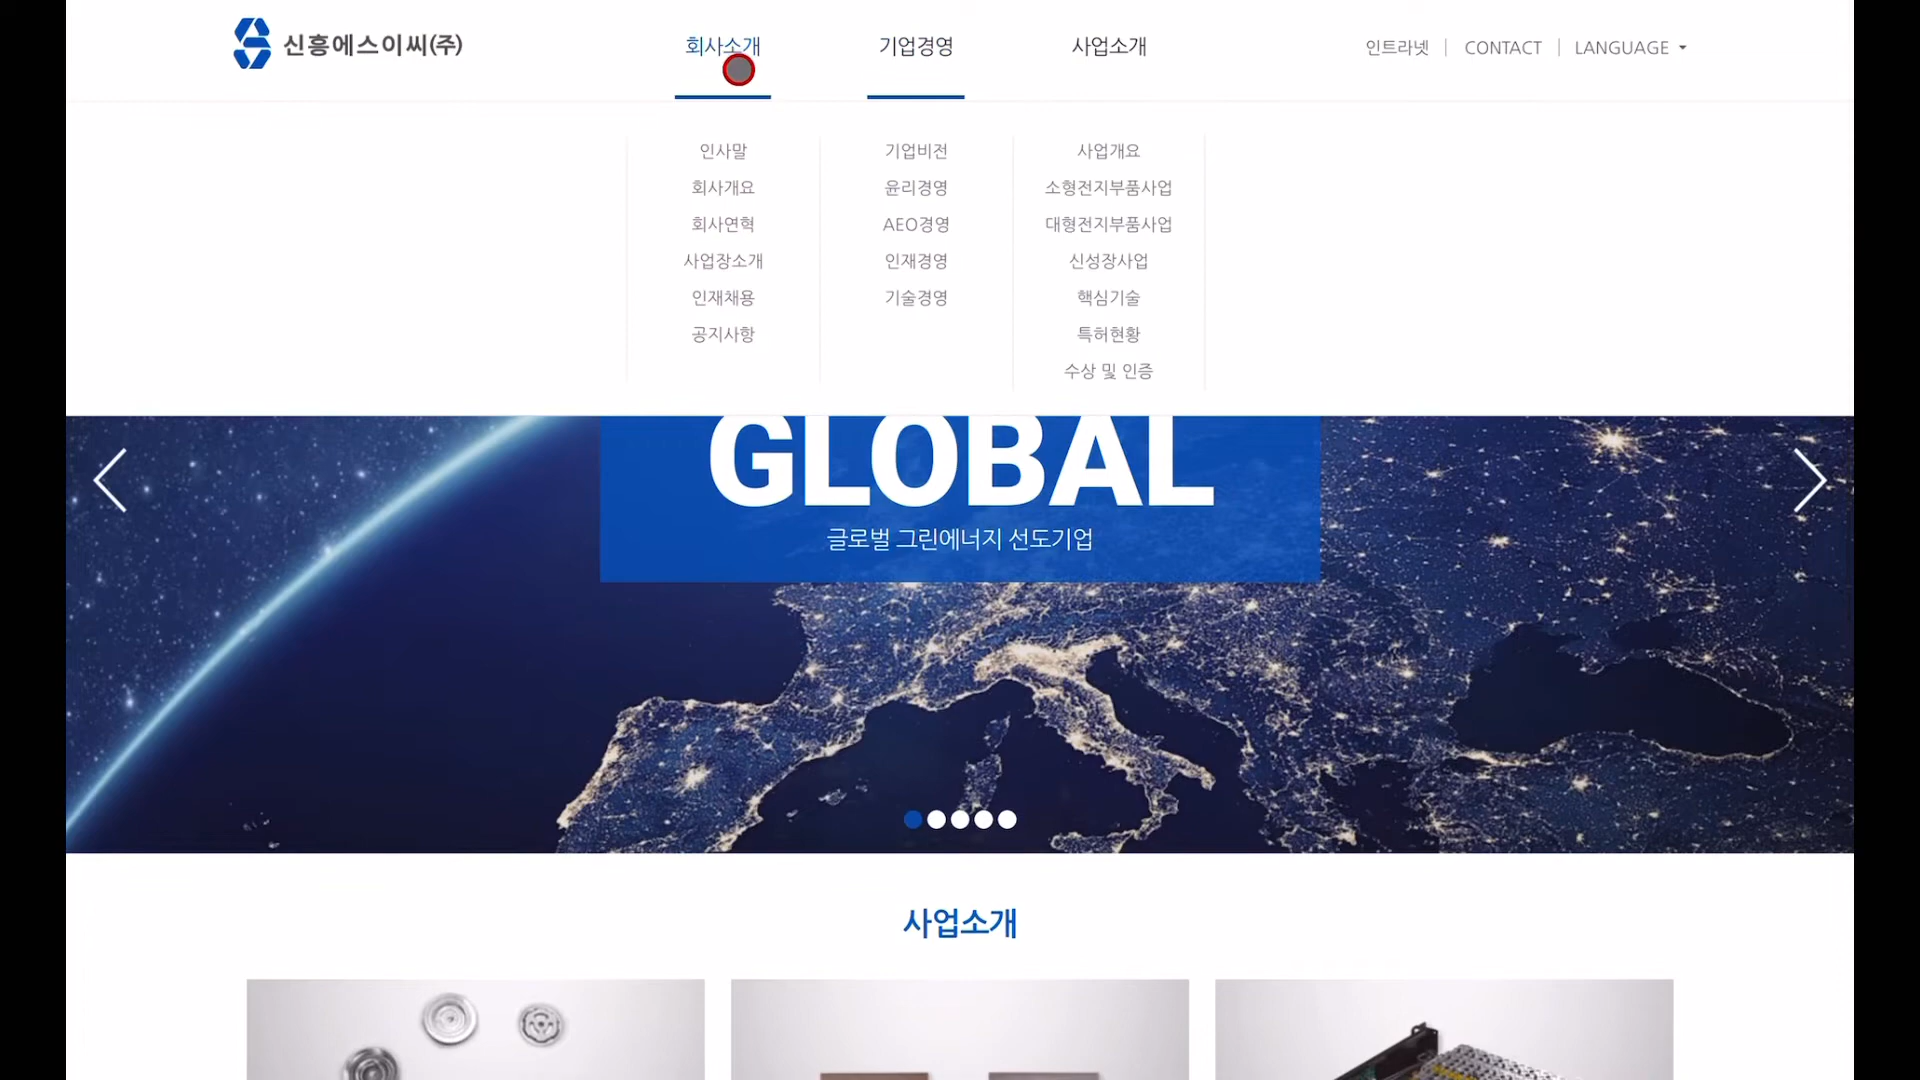 신흥에스이씨(주)
회사소개 기업경영 사업소개
인트라넷 | CONTACT | LANGUAGE
인사말
회사개요
회사연혁
사업장소개
인재채용
공지사항
기업비전
윤리경영
AEO경영
인재경영
기술경영
사업개요
소형전지부품사업
대형전지부품사업
신성장사업
핵심기술
특허현황
수상 및 인증
GLOBAL
글로벌 그린에너지 선도기업
사업소개